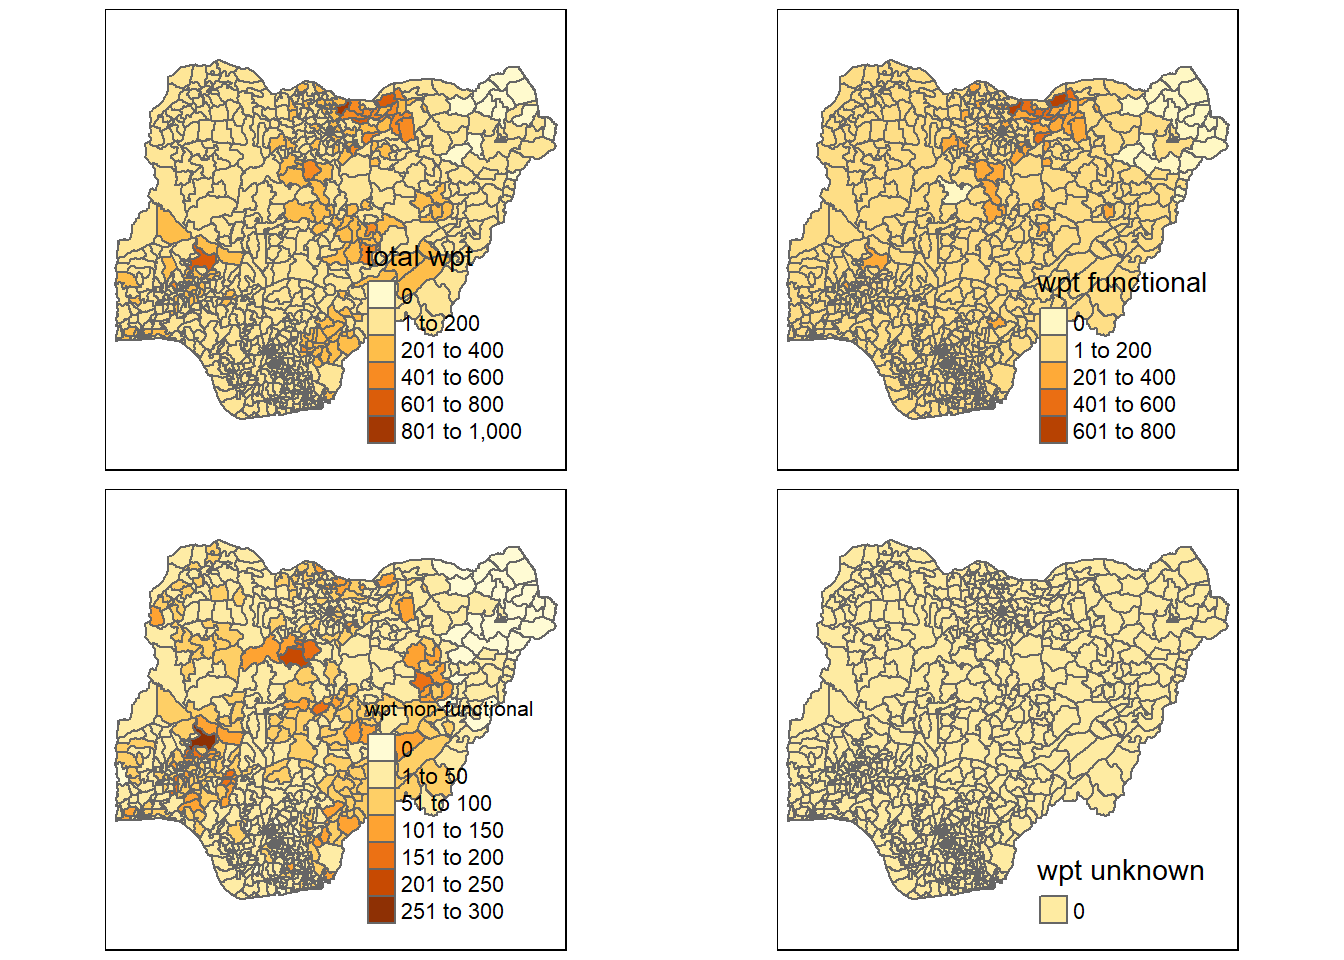 total wpt
0
1 to 200
201 to 400
401 to 600
601 to 800
801 to 1,000
wpt functional
0
1 to 200
201 to 400
401 to 600
601 to 800
wpt non-functional
0
1 to 50
51 to 100
101 to 150
151 to 200
201 to 250
251 to 300
wpt unknown
0